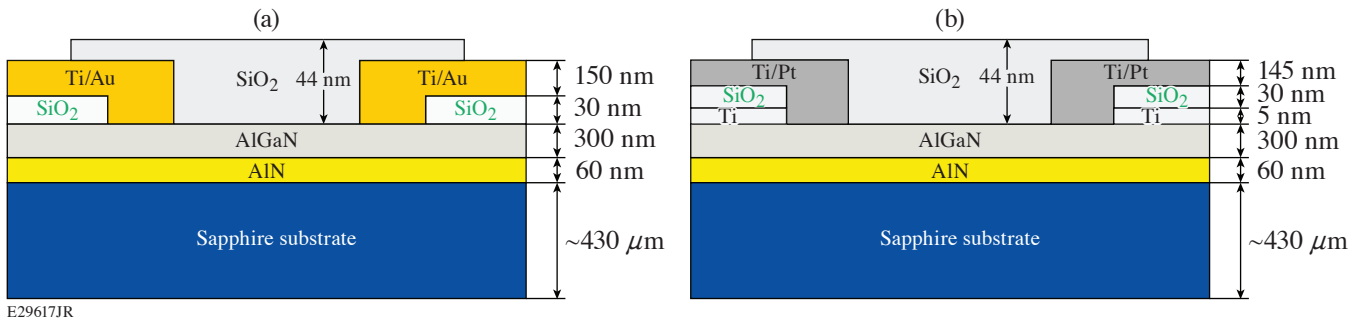 (a)
Ti/Au
SiO₂
44 nm
Ti/Au
150 nm
SiO₂
SiO₂
30 nm
AlGaN
300 nm
AlN
60 nm
Sapphire substrate
~430 μm
E29617JR
(b)
Ti/Pt
SiO₂
44 nm
Ti/Pt
145 nm
SiO₂
SiO₂
30 nm
Ti
Ti
5 nm
AlGaN
300 nm
AlN
60 nm
Sapphire substrate
~430 μm